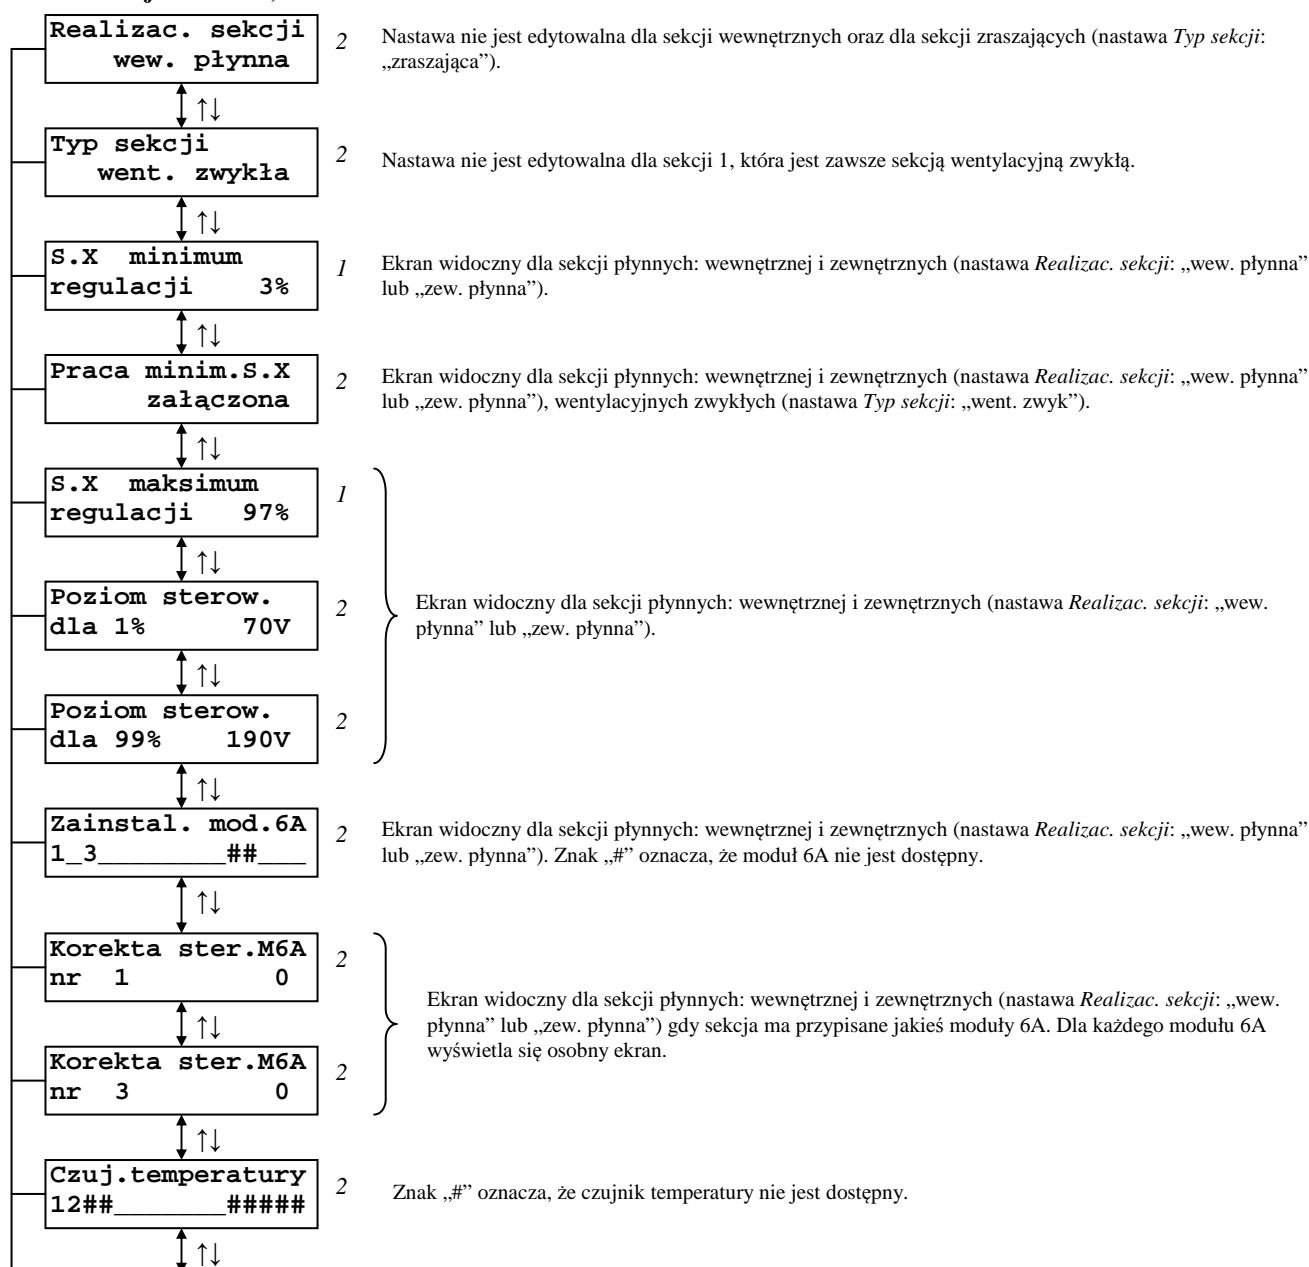 Realizac. sekcji
wew. płynna
2
Nastawa nie jest edytowalna dla sekcji wewnętrznych oraz dla sekcji zraszających (nastawa Typ sekcji:
„zraszająca”).
↑↓
Typ sekcji
went. zwykła
2
Nastawa nie jest edytowalna dla sekcji 1, która jest zawsze sekcją wentylacyjną zwykłą.
↑↓
S.X minimum
regulacji 3%
1
Ekran widoczny dla sekcji płynnych: wewnętrznej i zewnętrznych (nastawa Realizac. sekcji: „wew. płynna”
lub „zew. płynna”).
↑↓
Praca minim.S.X
załączona
2
Ekran widoczny dla sekcji płynnych: wewnętrznej i zewnętrznych (nastawa Realizac. sekcji: „wew. płynna”
lub „zew. płynna”), wentylacyjnych zwykłych (nastawa Typ sekcji: „went. zwyk”).
↑↓
S.X maksimum
regulacji 97%
1
↑↓
Poziom sterow.
dla 1% 70V
2
Ekran widoczny dla sekcji płynnych: wewnętrznej i zewnętrznych (nastawa Realizac. sekcji: „wew.
płynna” lub „zew. płynna”).
↑↓
Poziom sterow.
dla 99% 190V
2
↑↓
Zainstal. mod.6A
1_3________##___
2
Ekran widoczny dla sekcji płynnych: wewnętrznej i zewnętrznych (nastawa Realizac. sekcji: „wew. płynna”
lub „zew. płynna”). Znak „#” oznacza, że moduł 6A nie jest dostępny.
↑↓
Korekta ster.M6A
nr 1 0
2
Ekran widoczny dla sekcji płynnych: wewnętrznej i zewnętrznych (nastawa Realizac. sekcji: „wew.
płynna” lub „zew. płynna”) gdy sekcja ma przypisane jakieś moduły 6A. Dla każdego modułu 6A
wyświetla się osobny ekran.
↑↓
Korekta ster.M6A
nr 3 0
2
↑↓
Czuj.temperatury
12##_______#####
2
Znak „#” oznacza, że czujnik temperatury nie jest dostępny.
↑↓